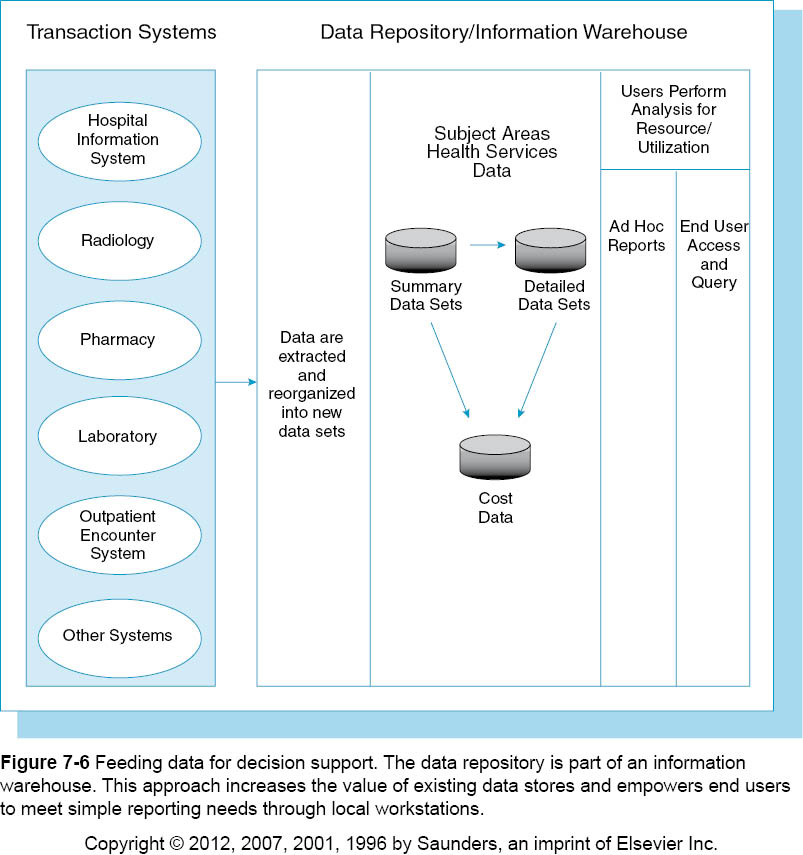 Transaction Systems
Data Repository/Information Warehouse
Hospital
Information
System
Radiology
Pharmacy
Laboratory
Outpatient
Encounter
System
Other Systems
Data are
extracted
and
reorganized
into new
data sets
Subject Areas
Health Services
Data
Summary
Data Sets
Detailed
Data Sets
Cost
Data
Users Perform
Analysis for
Resource/
Utilization
Ad Hoc
Reports
End User
Access
and
Query
Figure 7-6 Feeding data for decision support. The data repository is part of an information
warehouse. This approach increases the value of existing data stores and empowers end users
to meet simple reporting needs through local workstations.
Copyright © 2012, 2007, 2001, 1996 by Saunders, an imprint of Elsevier Inc.